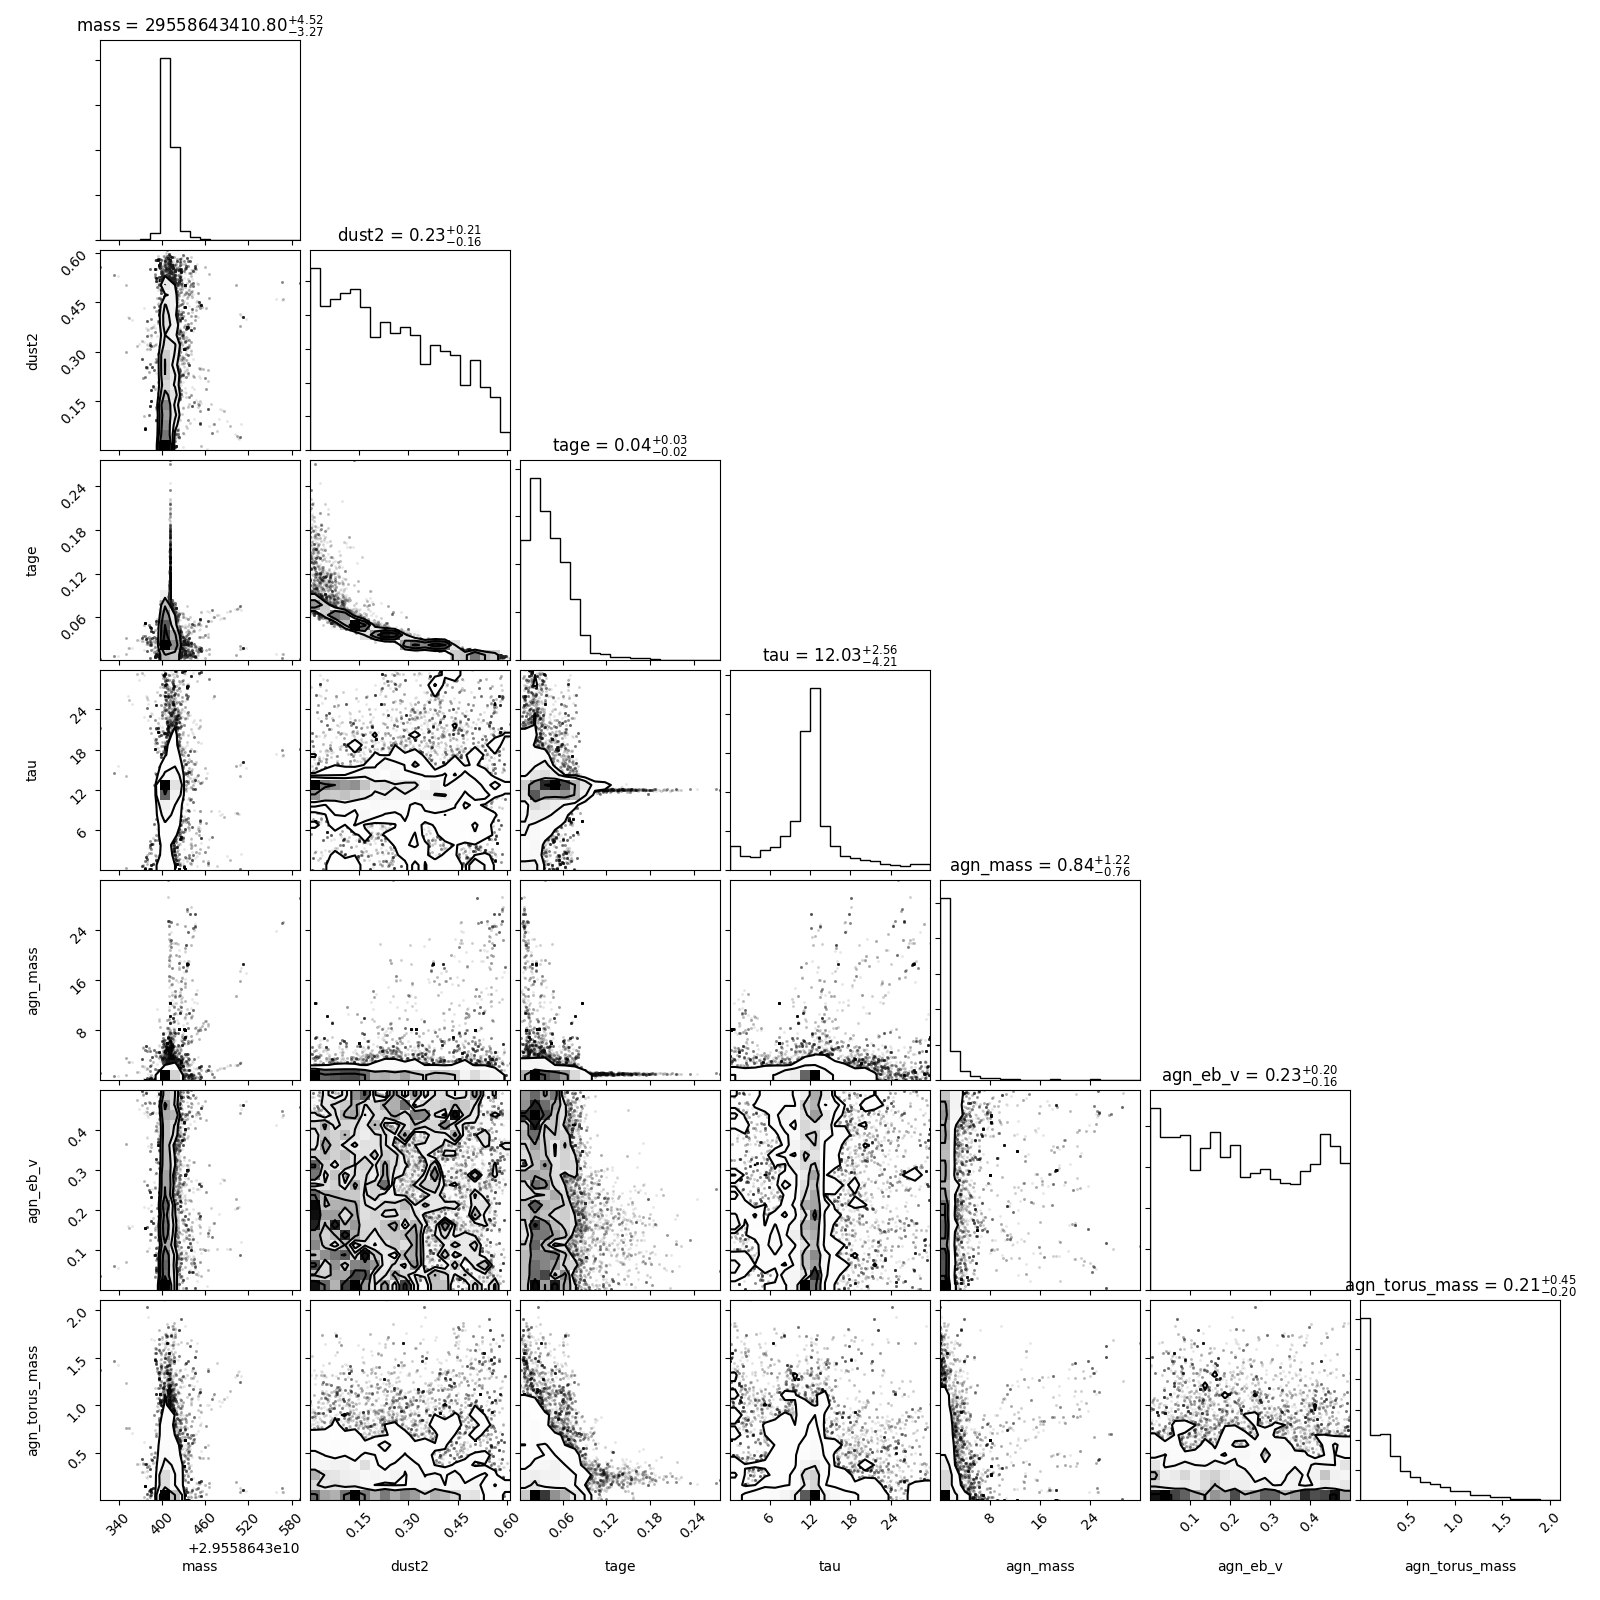 mass = 29558643410.80+4.52−3.27
dust2 = 0.23+0.21−0.16
0.60
0.45
0.30
0.15
dust2
tage = 0.04+0.03−0.02
0.24
0.18
0.12
0.06
tage
tau = 12.03+2.56−4.21
24
18
12
6
tau
agn_mass = 0.84+1.22−0.76
24
16
8
agn_mass
agn_eb_v = 0.23+0.20−0.16
0.4
0.3
0.2
0.1
agn_eb_v
agn_torus_mass = 0.21+0.45−0.20
2.0
1.5
1.0
0.5
agn_torus_mass
340 400 460 520 580 0.15 0.30 0.45 0.60 0.06 0.12 0.18 0.24 6 12 18 24 8 16 24 0.1 0.2 0.3 0.4 0.5 1.0 1.5 2.0
+2.9558643e10
mass dust2 tage tau agn_mass agn_eb_v agn_torus_mass